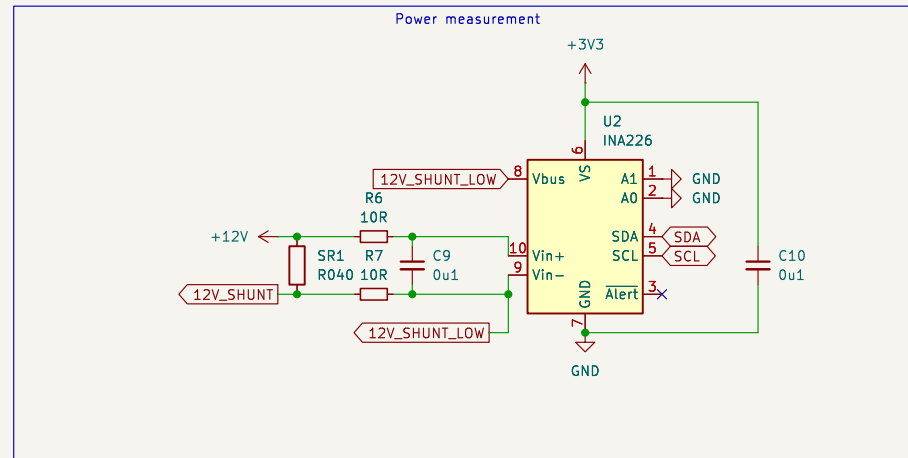 Power measurement
+3V3
U2
INA226
6
VS
12V_SHUNT_LOW
8
Vbus
A1
1
GND
A0
2
GND
R6
10R
+12V
SR1
R040
R7
10R
C9
0u1
10
Vin+
9
Vin-
SDA
4
SDA
SCL
5
SCL
C10
0u1
12V_SHUNT
GND
7
Alert
3
12V_SHUNT_LOW
GND